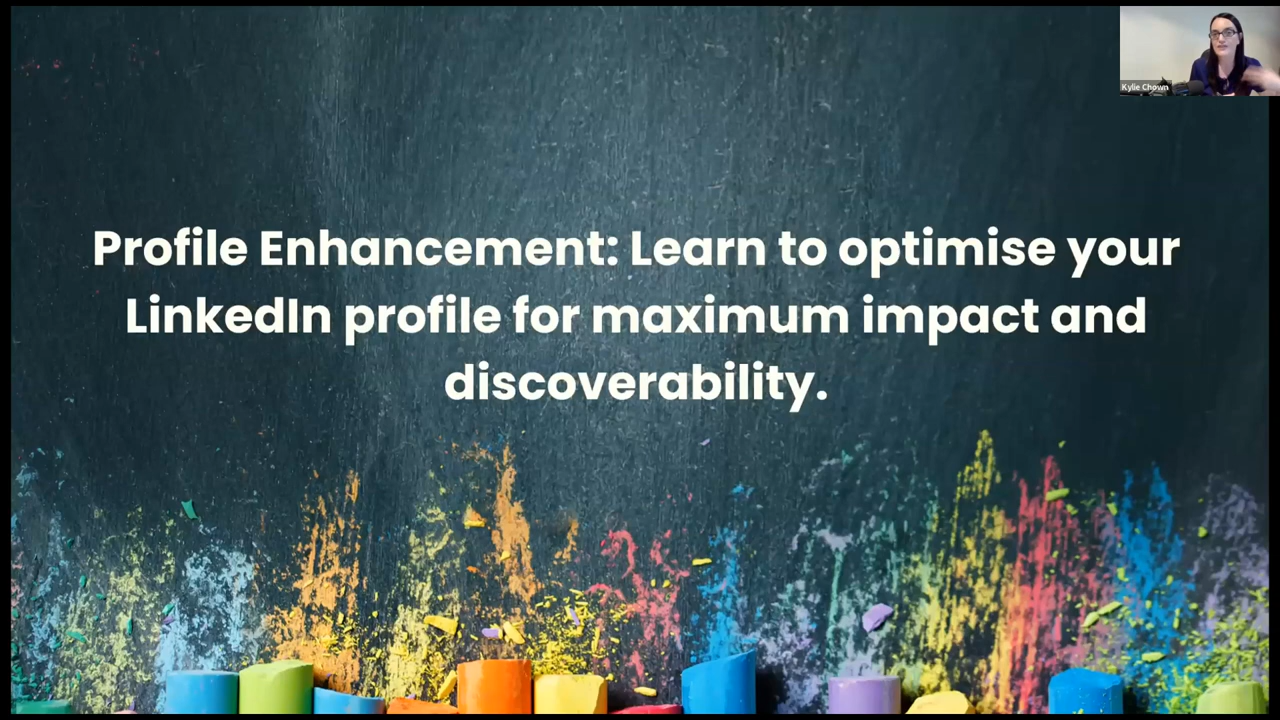 Kylie Chown
Profile Enhancement: Learn to optimise your
LinkedIn profile for maximum impact and
discoverability.